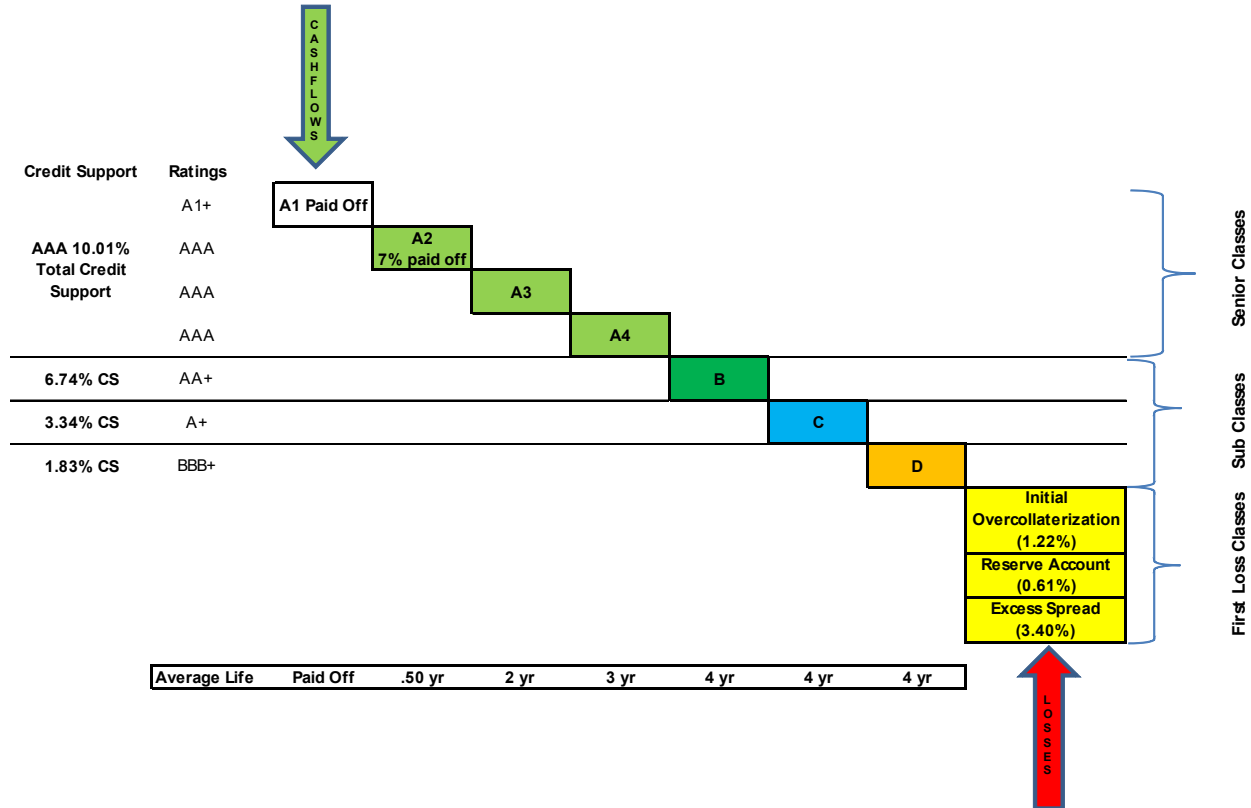 CASHFLOWS
Credit Support
Ratings
A1+
A1 Paid Off
AAA 10.01%
Total Credit
Support
AAA
A2
7% paid off
AAA
A3
AAA
A4
Senior Classes
6.74% CS
AA+
B
3.34% CS
A+
C
1.83% CS
BBB+
D
Sub Classes
Initial
Overcollaterization
(1.22%)
Reserve Account
(0.61%)
Excess Spread
(3.40%)
First Loss Classes
Average Life
Paid Off
.50 yr
2 yr
3 yr
4 yr
4 yr
4 yr
LOSSES